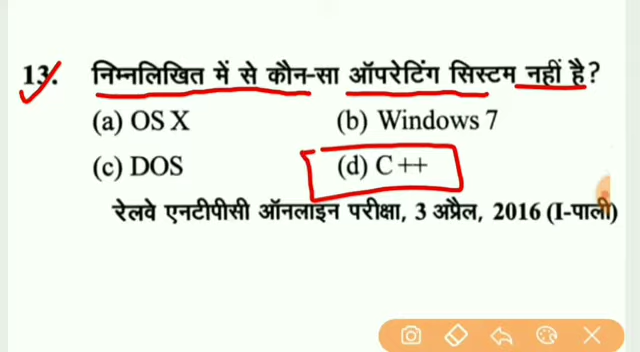 13. निम्नलिखित में से कौन-सा ऑपरेटिंग सिस्टम नहीं है?
(a) OS X (b) Windows 7
(c) DOS (d) C ++
रेलवे एनटीपीसी ऑनलाइन परीक्षा, 3 अप्रैल, 2016 (I-पाली)